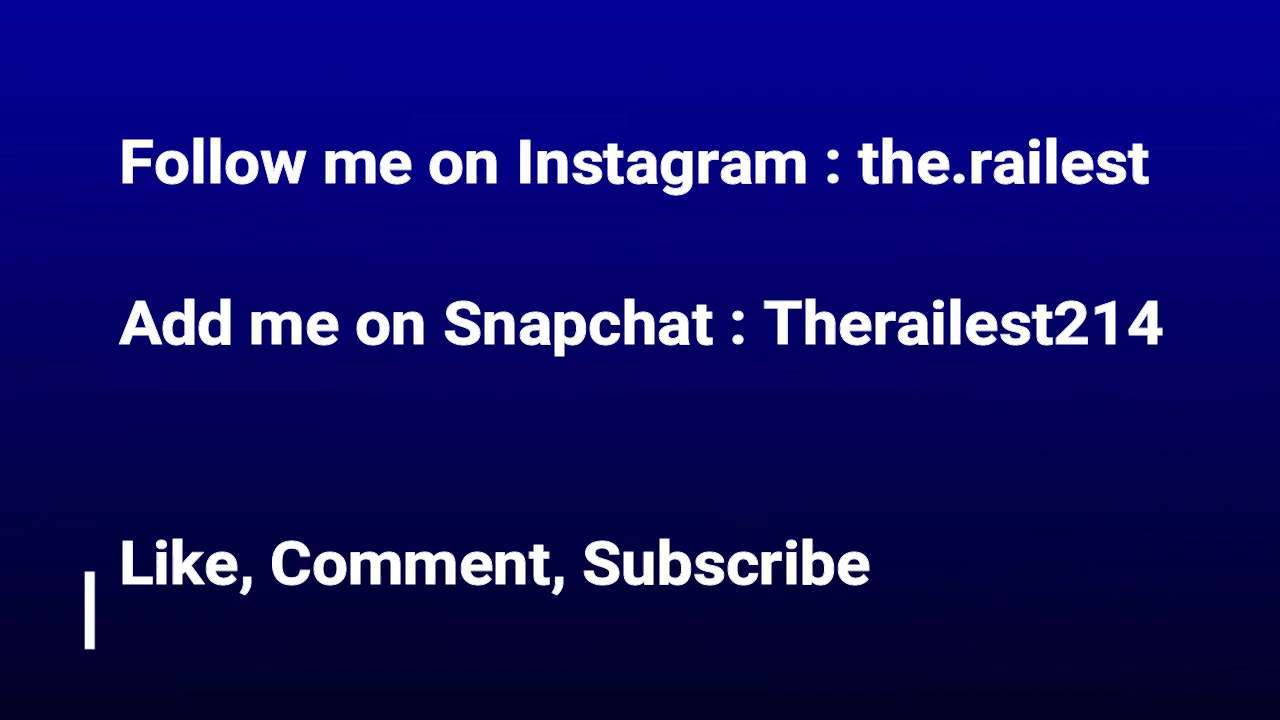 Follow me on Instagram : the.railest
Add me on Snapchat : Therailest214
Like, Comment, Subscribe